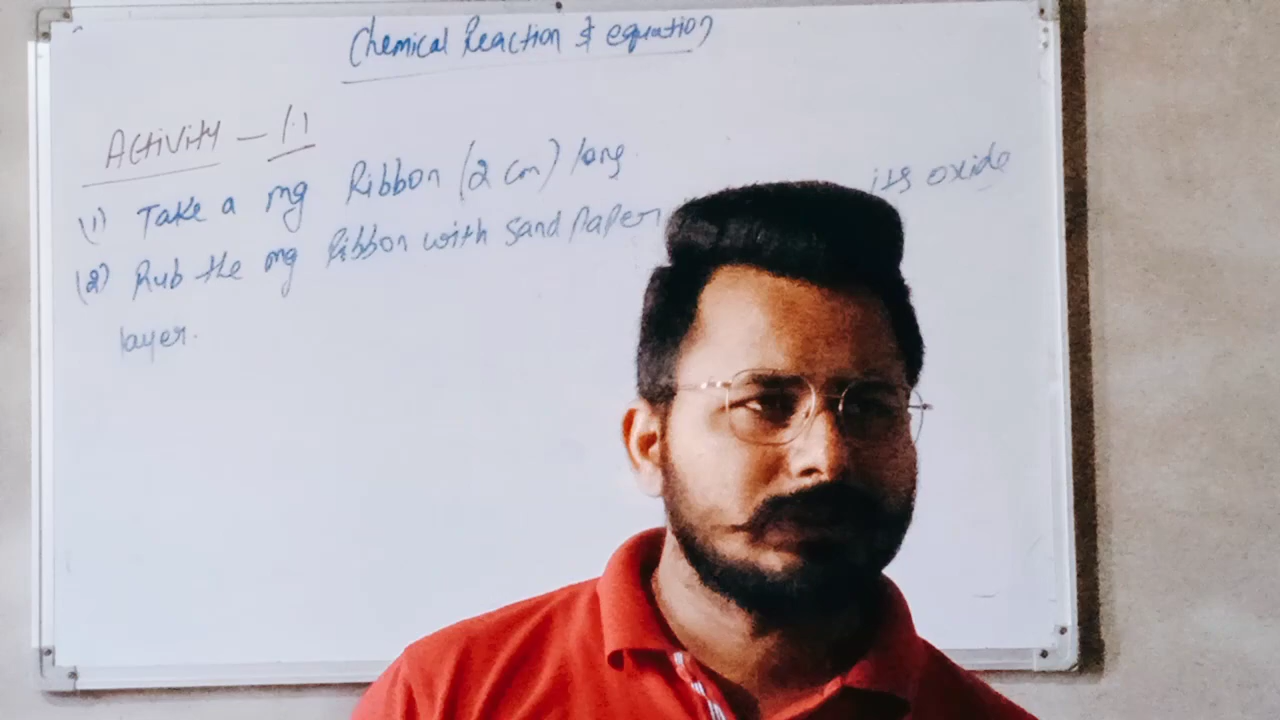 Chemical Reaction & equation
Activity - 1.1
(1) Take a mg Ribbon (2 cm) long
(2) Rub the mg Ribbon with sand paper its oxide
layer.